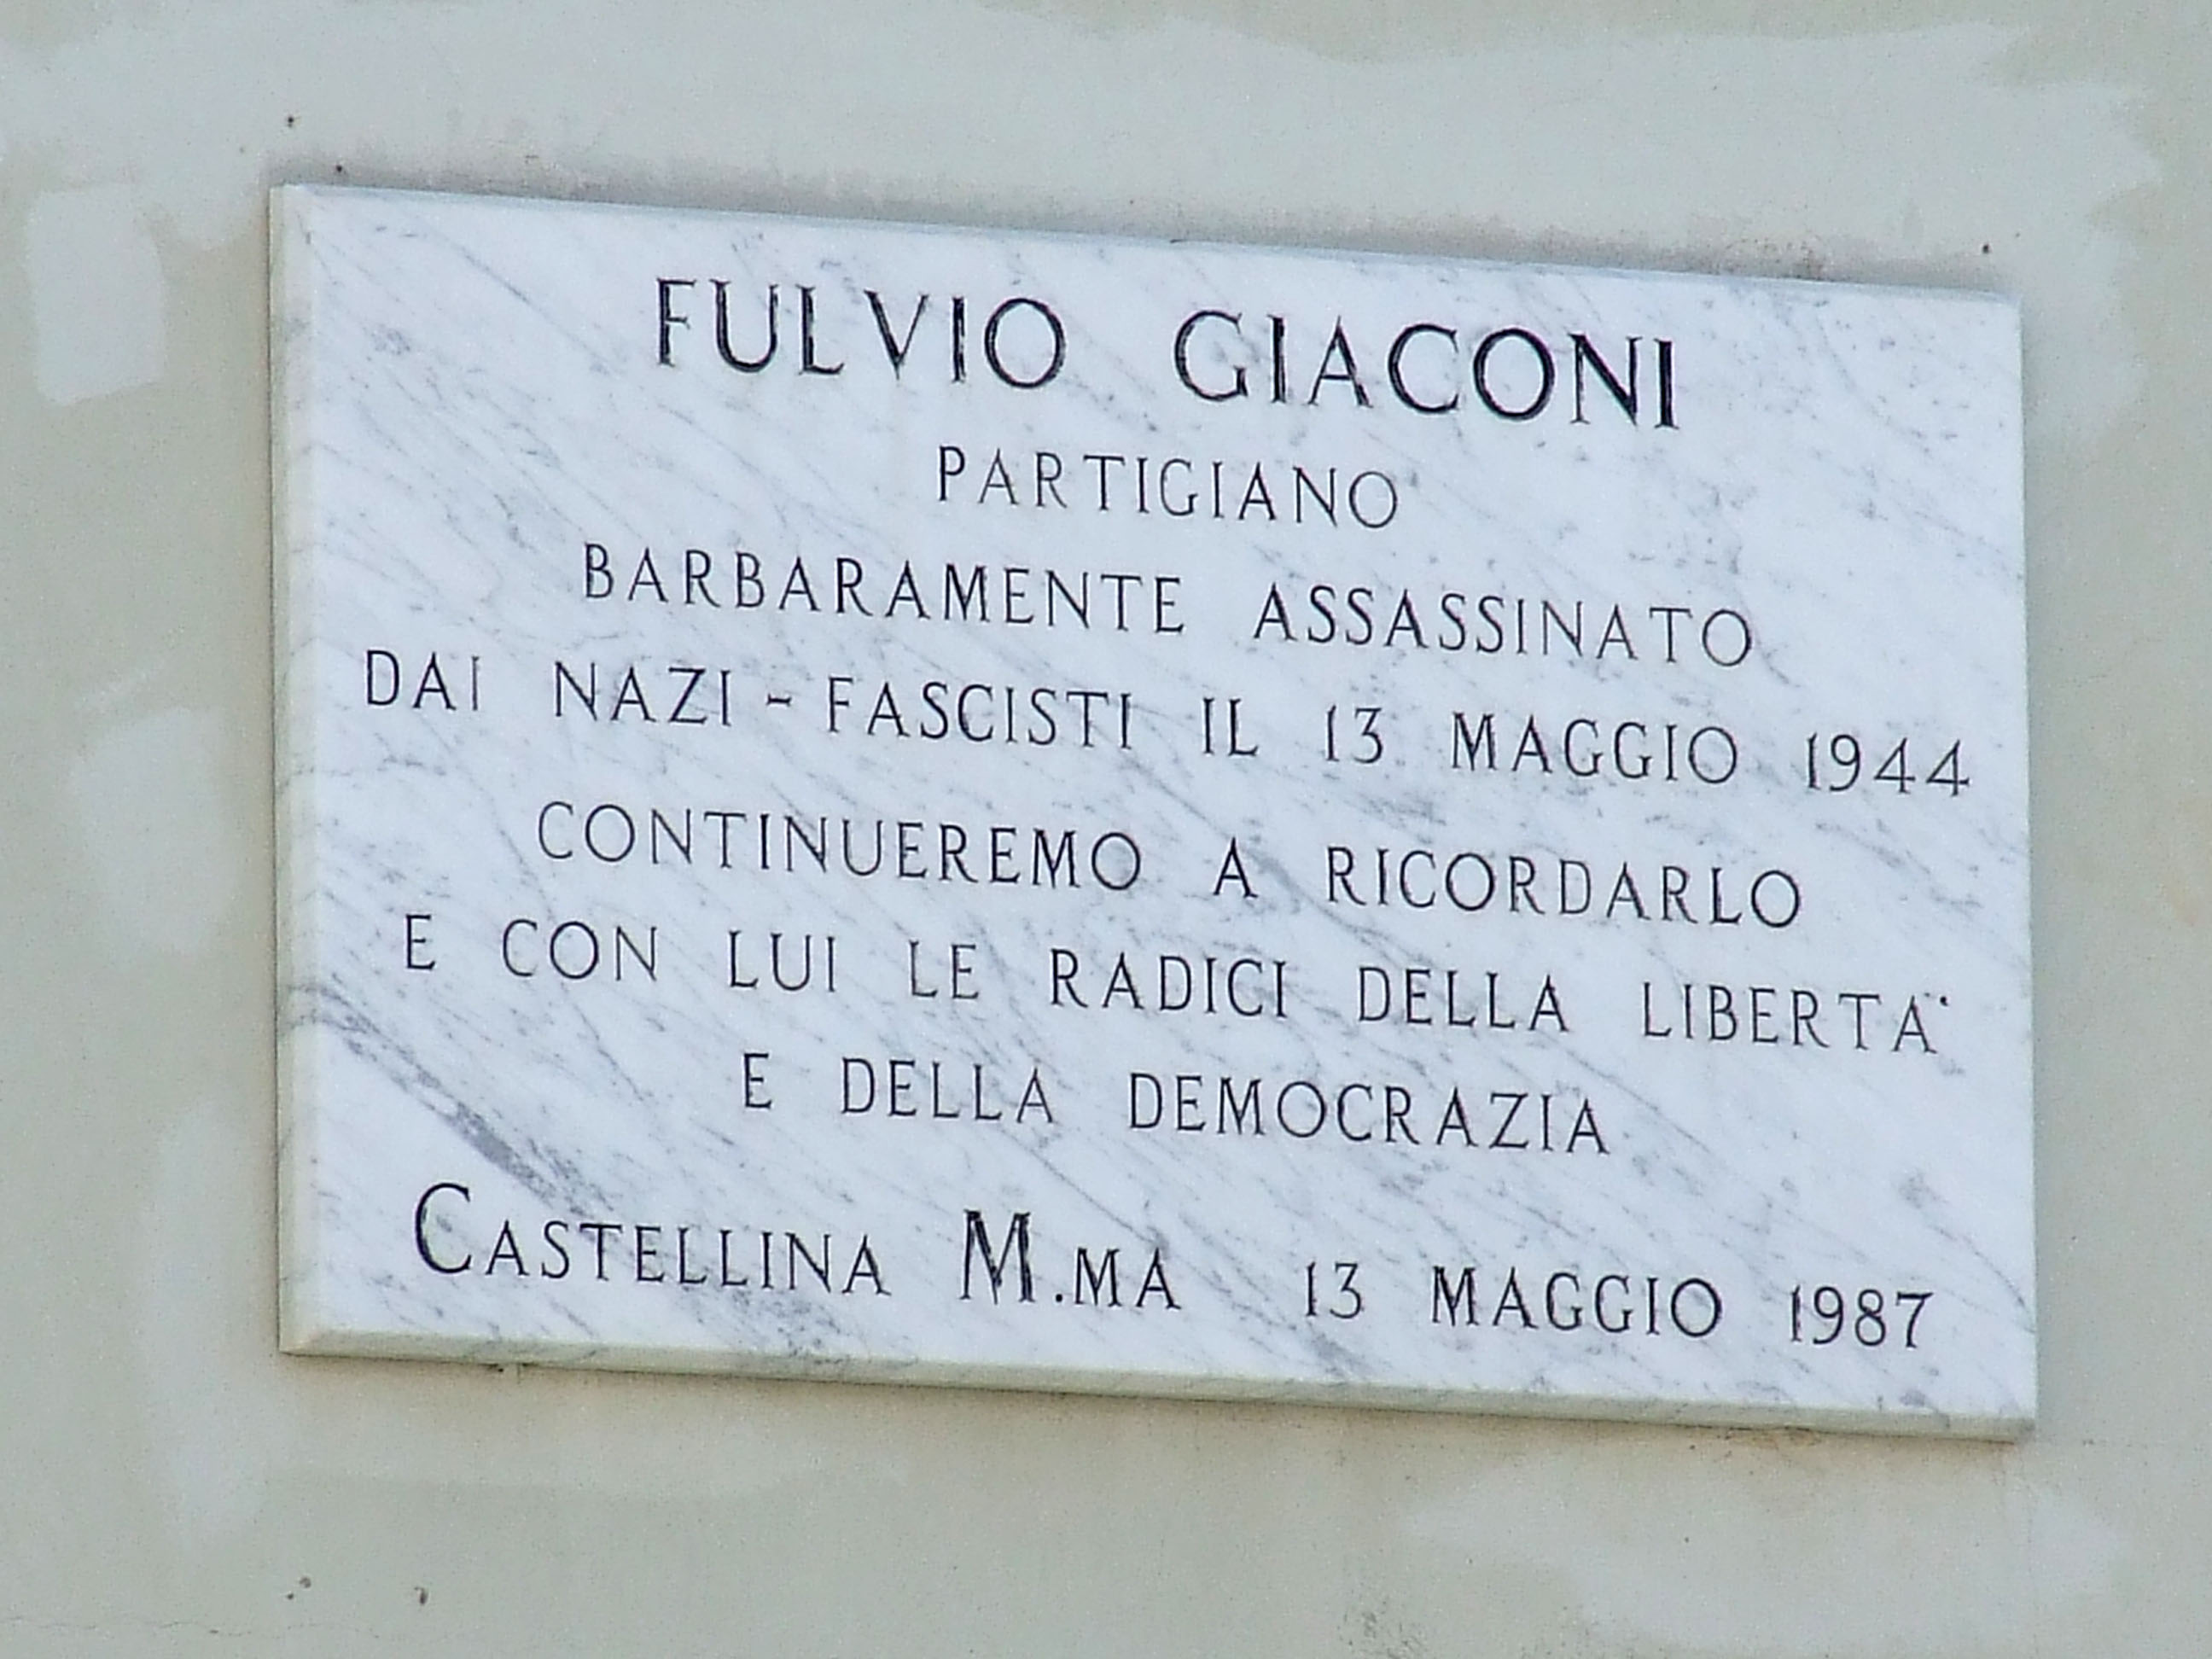 FULVIO GIACONI
PARTIGIANO
BARBARAMENTE ASSASSINATO
DAI NAZI - FASCISTI IL 13 MAGGIO 1944
CONTINUEREMO A RICORDARLO
E CON LUI LE RADICI DELLA LIBERTA'
E DELLA DEMOCRAZIA
CASTELLINA M.MA 13 MAGGIO 1987